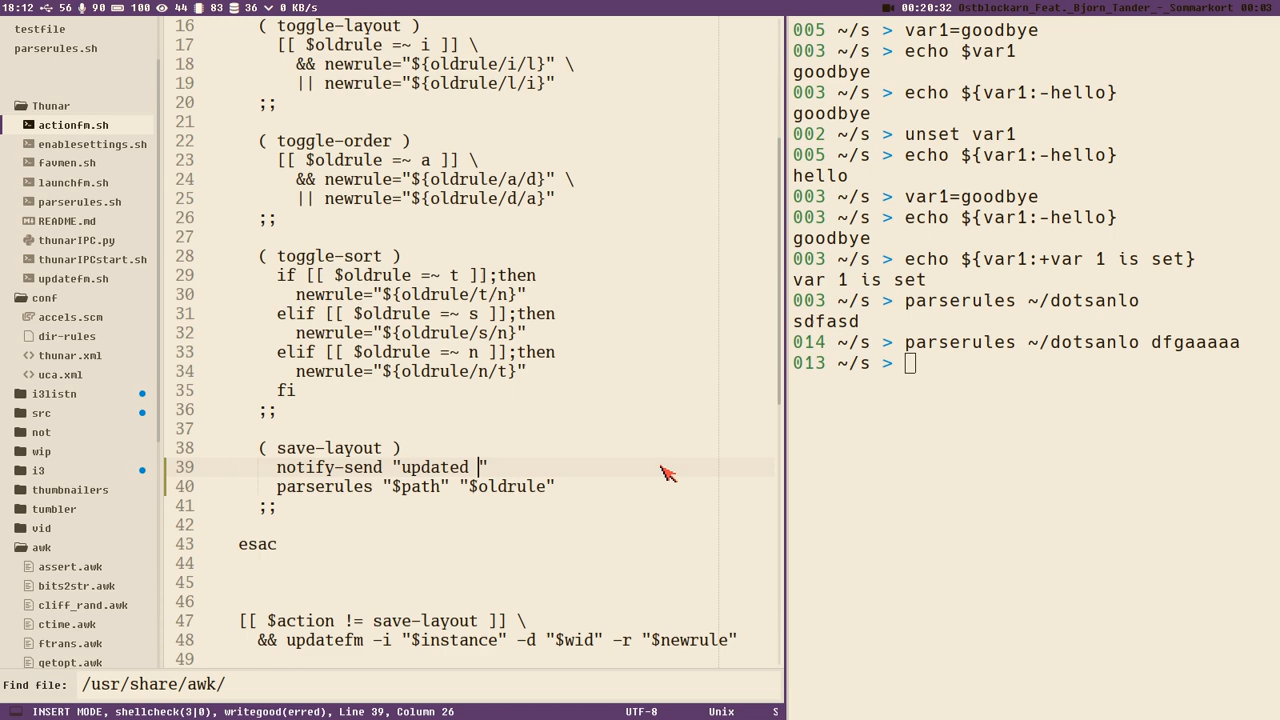 18:12 56 90 100 44 83 36 0 KB/s 00:20:32 Ostblockarn_Feat._Bjorn_Tander_-_Sommarkort 00:03
testfile
parserules.sh
Thunar
actionfm.sh
enablesettings.sh
favmen.sh
launchfm.sh
parserules.sh
README.md
thunarIPC.py
thunarIPCstart.sh
updatefm.sh
conf
accels.scm
dir-rules
thunar.xml
uca.xml
i3listn
src
not
wip
i3
thumbnailers
tumbler
vid
awk
assert.awk
bits2str.awk
cliff_rand.awk
ctime.awk
ftrans.awk
getopt.awk
16 ( toggle-layout )
17 [[ $oldrule =~ i ]] \
18 && newrule="${oldrule/i/l}" \
19 || newrule="${oldrule/l/i}"
20 ;;
21
22 ( toggle-order )
23 [[ $oldrule =~ a ]] \
24 && newrule="${oldrule/a/d}" \
25 || newrule="${oldrule/d/a}"
26 ;;
27
28 ( toggle-sort )
29 if [[ $oldrule =~ t ]];then
30 newrule="${oldrule/t/n}"
31 elif [[ $oldrule =~ s ]];then
32 newrule="${oldrule/s/n}"
33 elif [[ $oldrule =~ n ]];then
34 newrule="${oldrule/n/t}"
35 fi
36 ;;
37
38 ( save-layout )
39 notify-send "updated "
40 parserules "$path" "$oldrule"
41 ;;
42
43 esac
44
45
46
47 [[ $action != save-layout ]] \
48 && updatefm -i "$instance" -d "$wid" -r "$newrule"
49
Find file: /usr/share/awk/
INSERT MODE, shellcheck(3|0), writegood(erred), Line 39, Column 26 UTF-8 Unix S
005 ~/s > var1=goodbye
003 ~/s > echo $var1
goodbye
003 ~/s > echo ${var1:-hello}
goodbye
002 ~/s > unset var1
005 ~/s > echo ${var1:-hello}
hello
003 ~/s > var1=goodbye
003 ~/s > echo ${var1:-hello}
goodbye
003 ~/s > echo ${var1:+var 1 is set}
var 1 is set
003 ~/s > parserules ~/dotsanlo
sdfasd
014 ~/s > parserules ~/dotsanlo dfgaaaaa
013 ~/s >